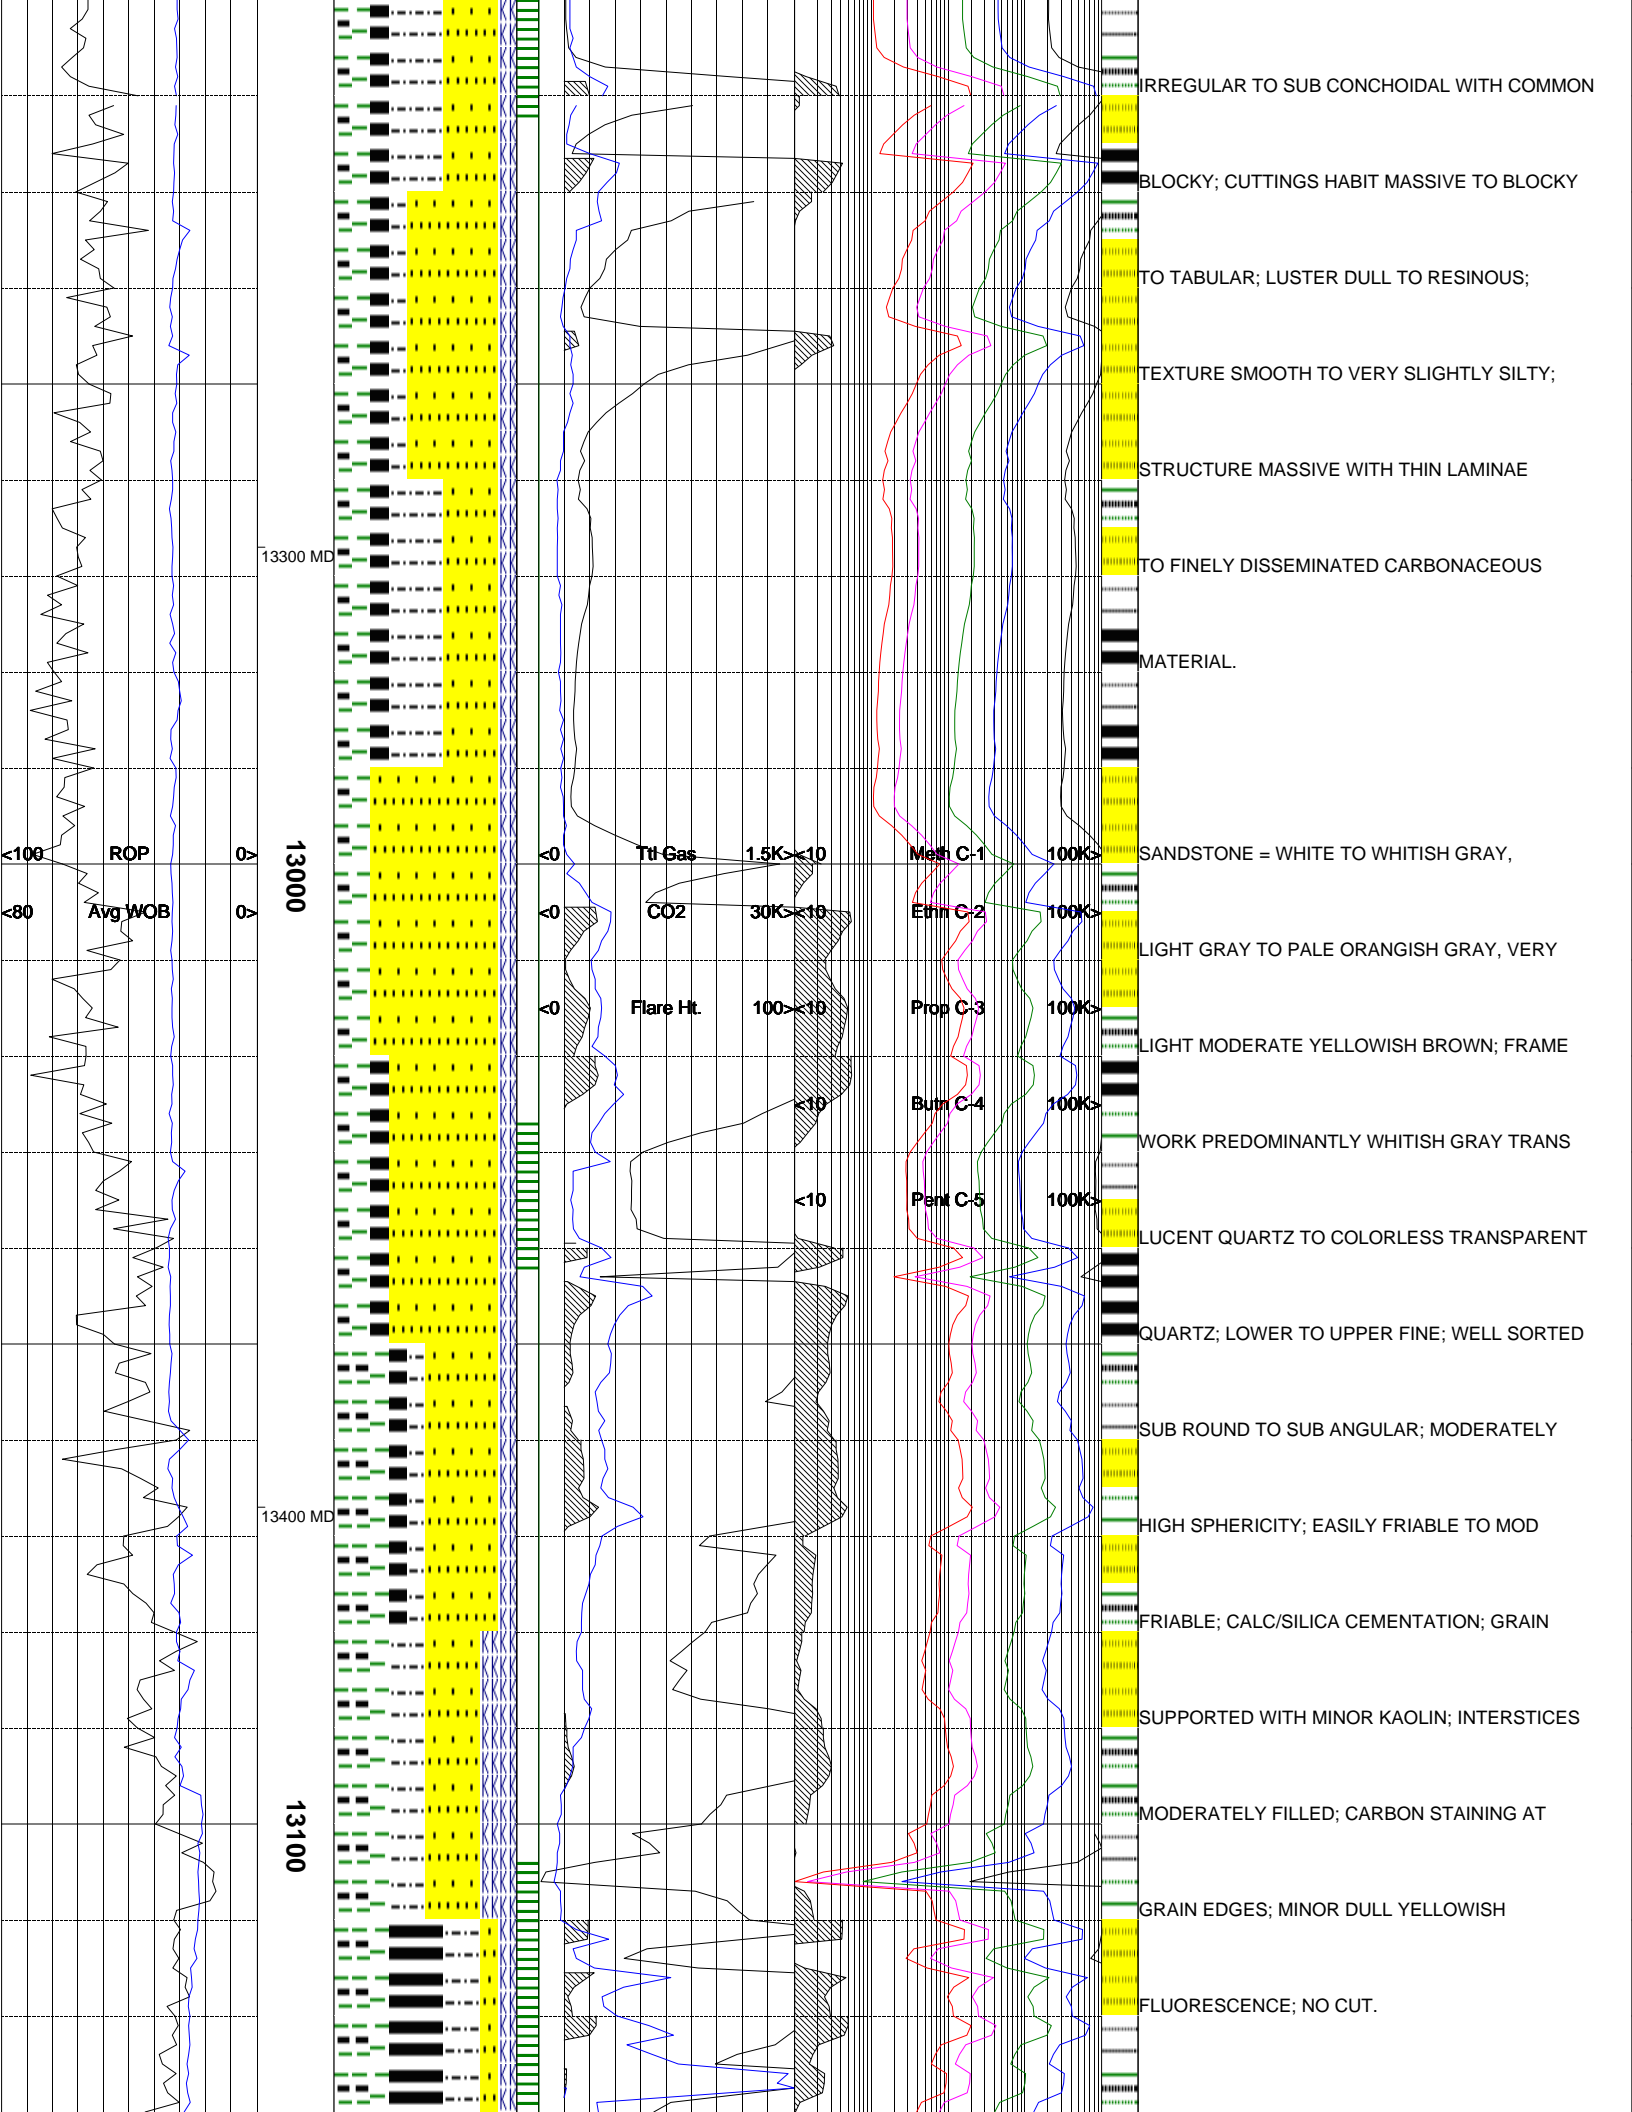 IRREGULAR TO SUB CONCHOIDAL WITH COMMON
BLOCKY; CUTTINGS HABIT MASSIVE TO BLOCKY
TO TABULAR; LUSTER DULL TO RESINOUS;
TEXTURE SMOOTH TO VERY SLIGHTLY SILTY;
STRUCTURE MASSIVE WITH THIN LAMINAE
13300 MD
TO FINELY DISSEMINATED CARBONACEOUS
MATERIAL.
<100 ROP 0> 13000 <0 Ttl Gas 1.5K> <10 Meth C-1 100K> SANDSTONE = WHITE TO WHITISH GRAY,
<80 Avg WOB 0> <0 CO2 30K> <10 Ethn C-2 100K>
LIGHT GRAY TO PALE ORANGISH GRAY, VERY
<0 Flare Ht. 100> <10 Prop C-3 100K>
LIGHT MODERATE YELLOWISH BROWN; FRAME
<10 Butn C-4 100K>
WORK PREDOMINANTLY WHITISH GRAY TRANS
<10 Pent C-5 100K>
LUCENT QUARTZ TO COLORLESS TRANSPARENT
QUARTZ; LOWER TO UPPER FINE; WELL SORTED
SUB ROUND TO SUB ANGULAR; MODERATELY
13400 MD
HIGH SPHERICITY; EASILY FRIABLE TO MOD
FRIABLE; CALC/SILICA CEMENTATION; GRAIN
SUPPORTED WITH MINOR KAOLIN; INTERSTICES
13100 MODERATELY FILLED; CARBON STAINING AT
GRAIN EDGES; MINOR DULL YELLOWISH
FLUORESCENCE; NO CUT.